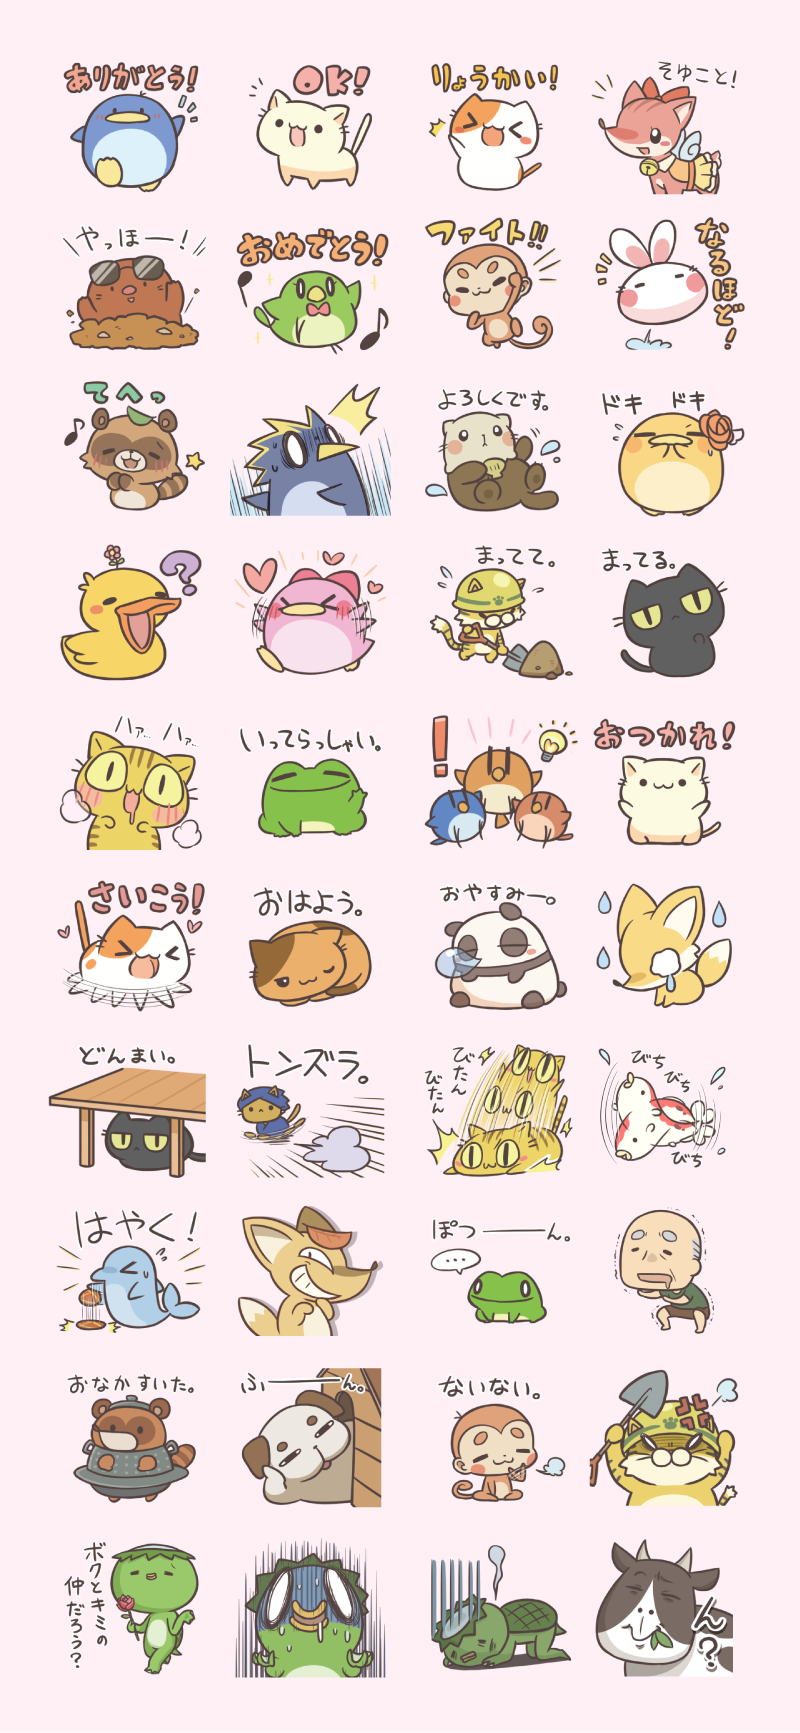 ありがとう!
OK!
りょうかい!
そゆこと!
やっほー!
おめでとう!
ファイト!!
なるほど!
てへっ
よろしくです。
ドキ ドキ
?
まってて。
まってる。
ハァ… ハァ…
いってらっしゃい。
!
おつかれ!
さいこう!
おはよう。
おやすみー。
どんまい。
トンズラ。
びたん
びたん
びち
びち
びち
はやく!
ぽつーーーん。
…
おなかすいた。
ふーーーん。
ないない。
ボクとキミの
仲だろう?
ん?